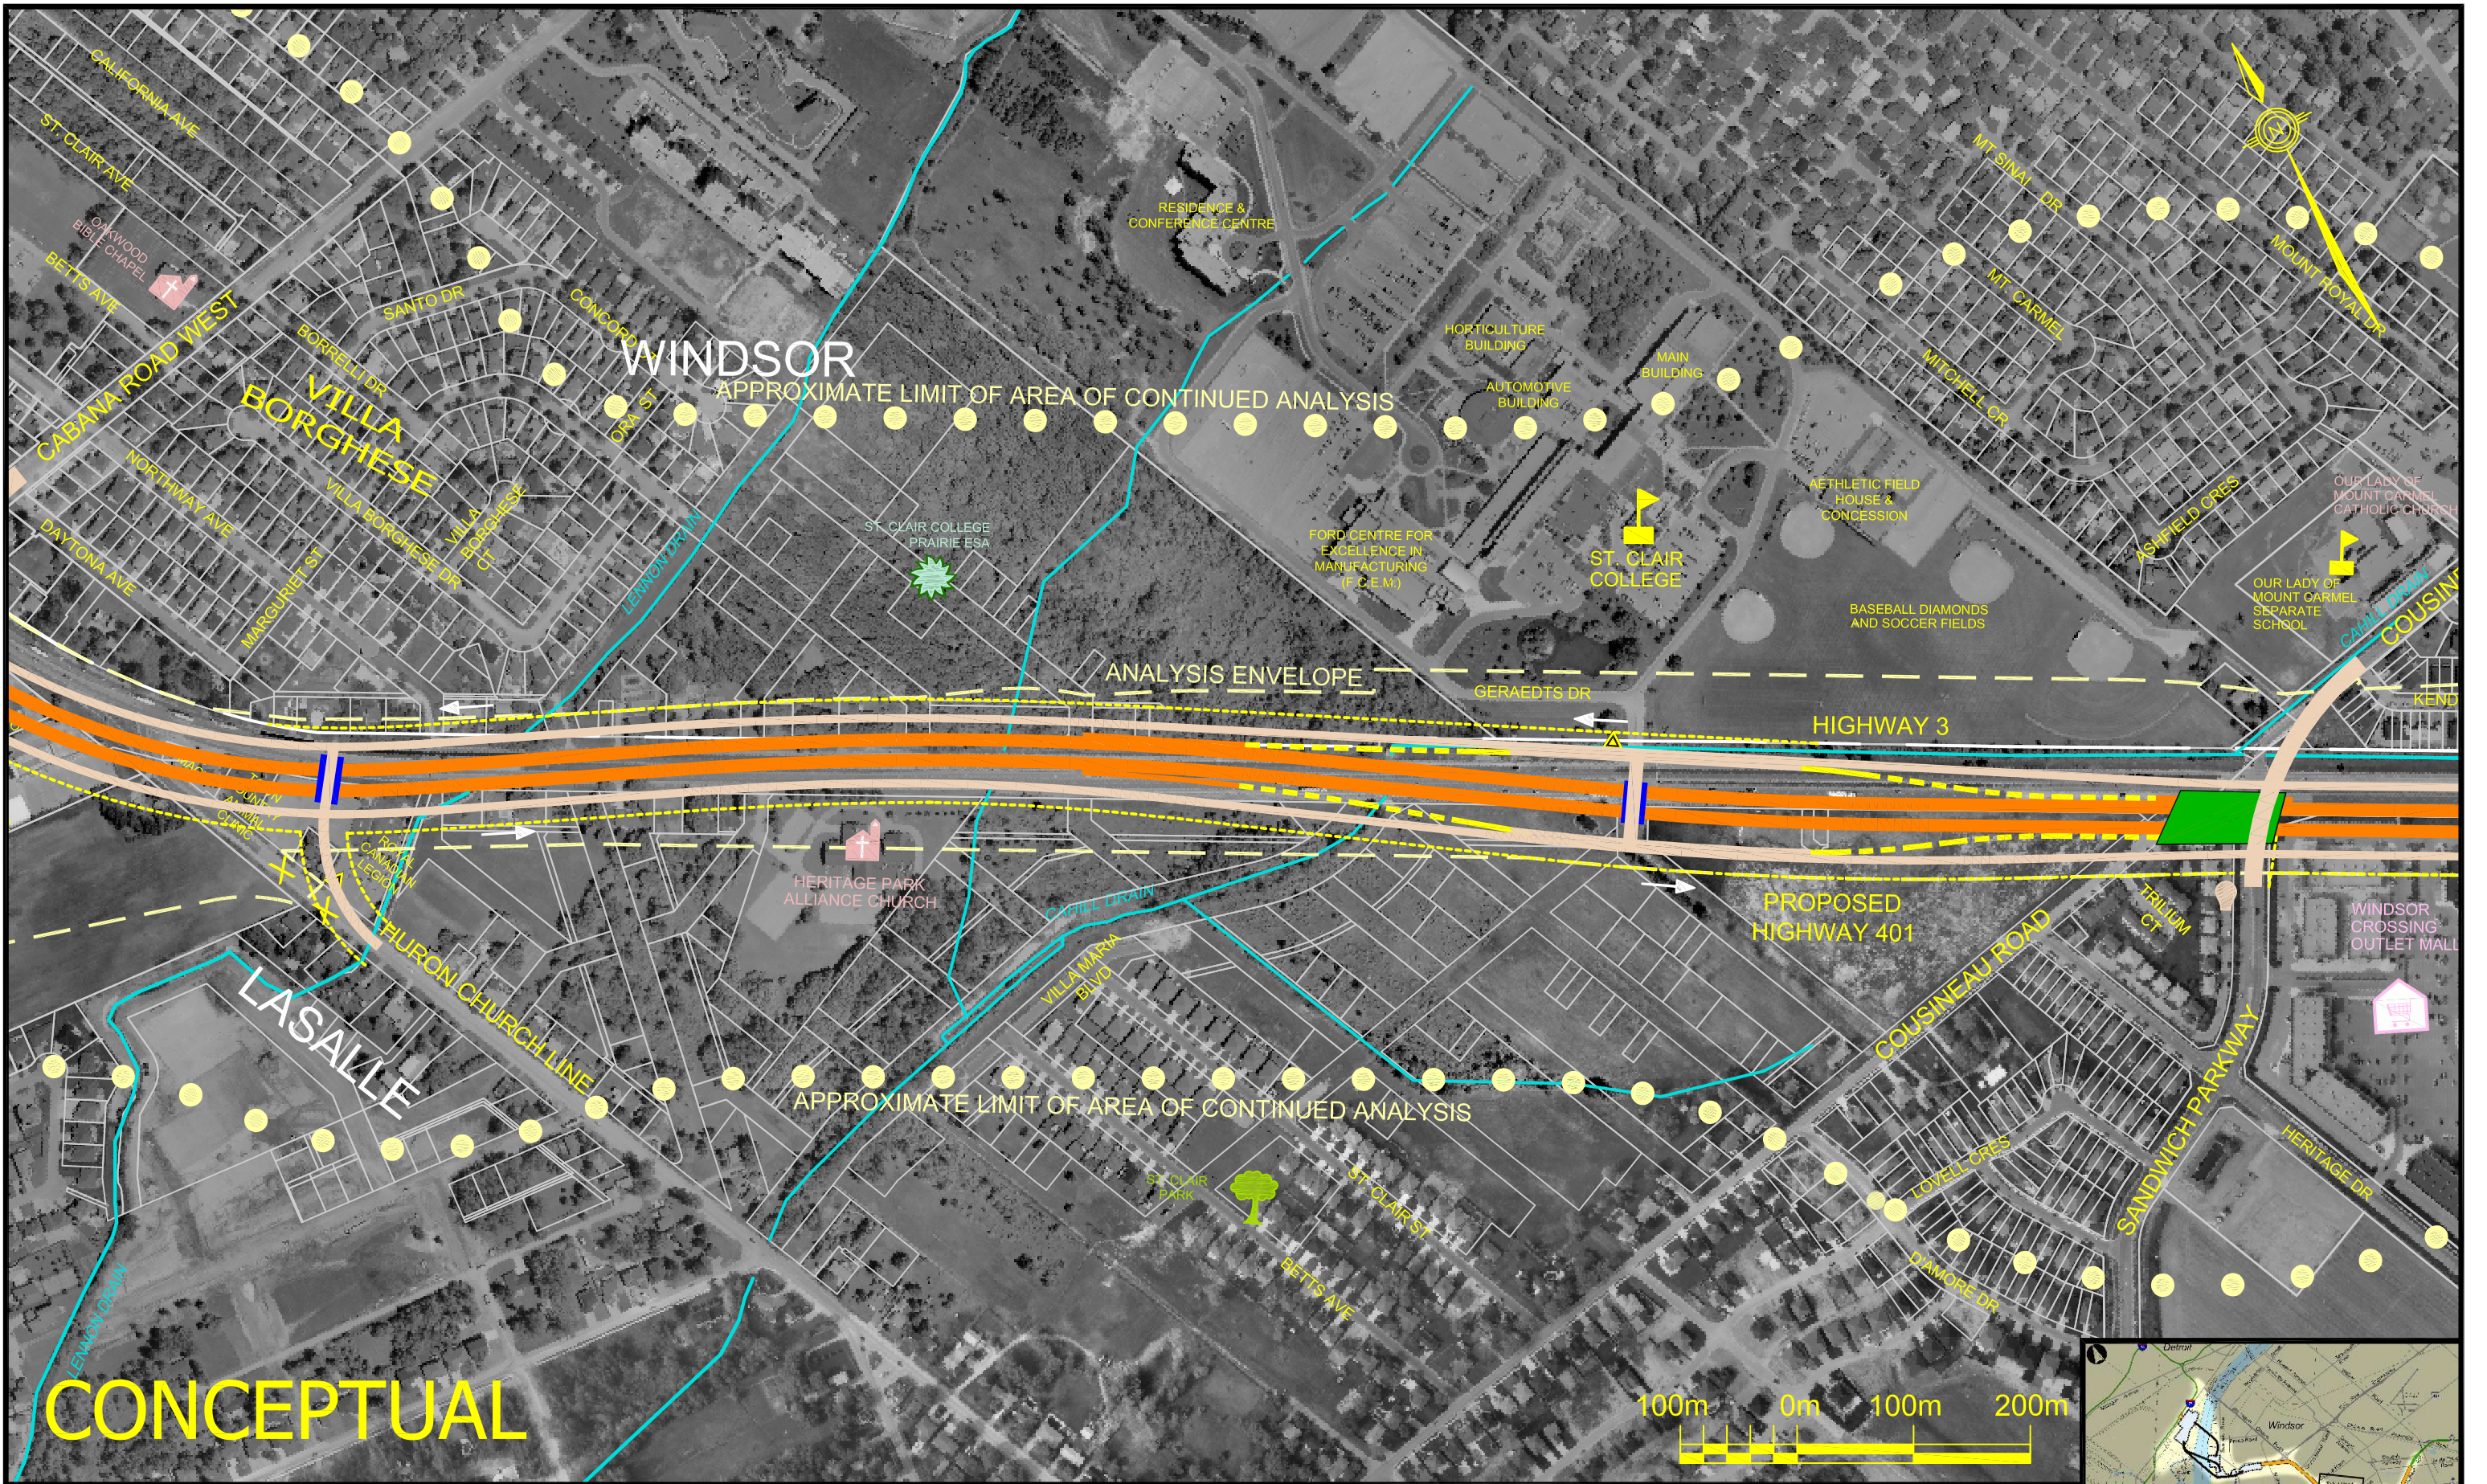 CALIFORNIA AVE
ST. CLAIR AVE
OAKWOOD
BIBLE CHAPEL
BETTS AVE
CABANA ROAD WEST
SANTO DR
BORRELLI DR
VILLA
BORGHESE
CONCORD
ORA ST
NORTHWAY AVE
DAYTONA AVE
MARGURIET ST
VILLA BORGHESE DR
VILLA
BORGHESE
CT
WINDSOR
APPROXIMATE LIMIT OF AREA OF CONTINUED ANALYSIS
LENNON DRAIN
ST. CLAIR COLLEGE
PRAIRIE ESA
RESIDENCE &
CONFERENCE CENTRE
HORTICULTURE
BUILDING
MAIN
BUILDING
AUTOMOTIVE
BUILDING
FORD CENTRE FOR
EXCELLENCE IN
MANUFACTURING
(F.C.E.M.)
ST. CLAIR
COLLEGE
AETHLETIC FIELD
HOUSE &
CONCESSION
BASEBALL DIAMONDS
AND SOCCER FIELDS
MT SINAI DR
MT CARMEL
MOUNT ROYAL DR
MITCHELL CR
ASHFIELD CRES
N
OUR LADY OF
MOUNT CARMEL
CATHOLIC CHURCH
OUR LADY OF
MOUNT CARMEL
SEPARATE
SCHOOL
CAHILL DRAIN
COUSINE
KEND
ANALYSIS ENVELOPE
GERAEDTS DR
HIGHWAY 3
ANIMAL
CLINIC
ROYAL
CANADIAN
LEGION
HERITAGE PARK
ALLIANCE CHURCH
CAHILL DRAIN
VILLA MARIA
BLVD
PROPOSED
HIGHWAY 401
COUSINEAU ROAD
TRILIUM
CT
WINDSOR
CROSSING
OUTLET MALL
LASALLE
HURON CHURCH LINE
APPROXIMATE LIMIT OF AREA OF CONTINUED ANALYSIS
ST. CLAIR
PARK
ST. CLAIR ST
BETTS AVE
LOVELL CRES
D'AMORE DR
SANDWICH PARKWAY
HERITAGE DR
LENNON DRAIN
CONCEPTUAL
100m 0m 100m 200m
Detroit
Windsor